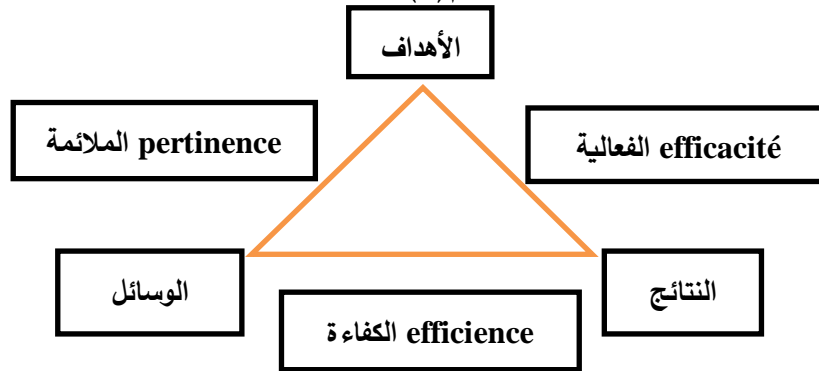 الأهداف
الملائمة pertinence
الفعالية efficacité
الوسائل
النتائج
الكفاءة efficience